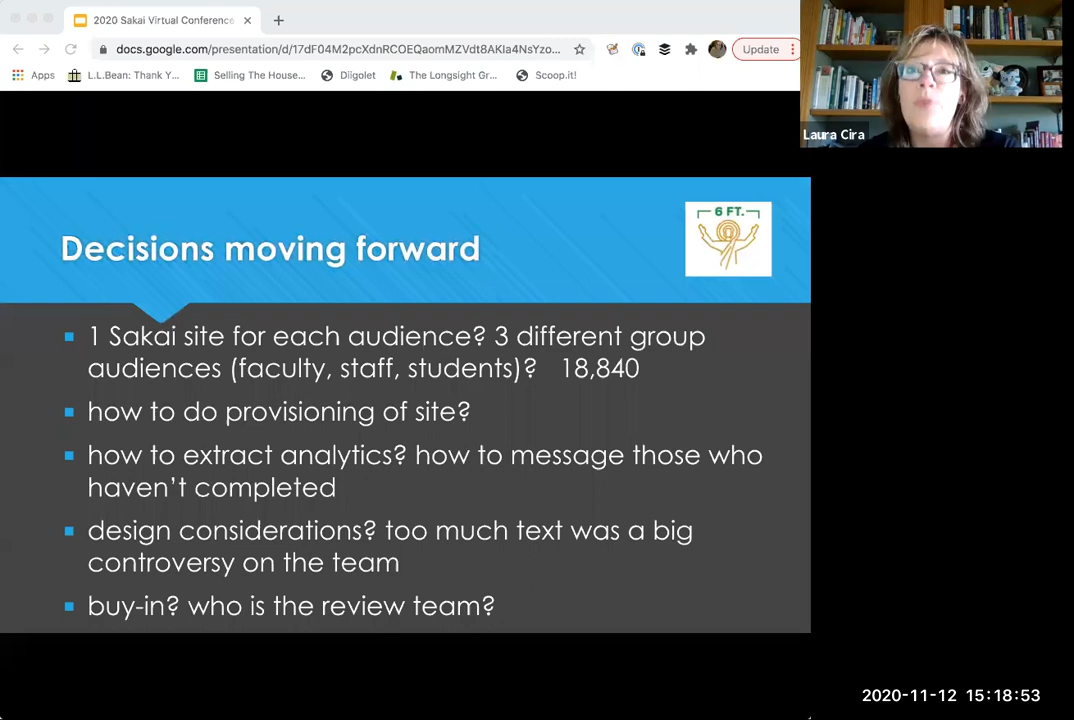 2020 Sakai Virtual Conference
docs.google.com/presentation/d/17dF04M2pcXdnRCOEQaomMZVdt8AKIa4NsYzo...
Update
Apps
L.L.Bean: Thank Y...
Selling The House...
Diigolet
The Longsight Gr...
Scoop.it!
Laura Cira
Decisions moving forward
6 FT.
1 Sakai site for each audience? 3 different group
audiences (faculty, staff, students)? 18,840
how to do provisioning of site?
how to extract analytics? how to message those who
haven't completed
design considerations? too much text was a big
controversy on the team
buy-in? who is the review team?
2020-11-12 15:18:53